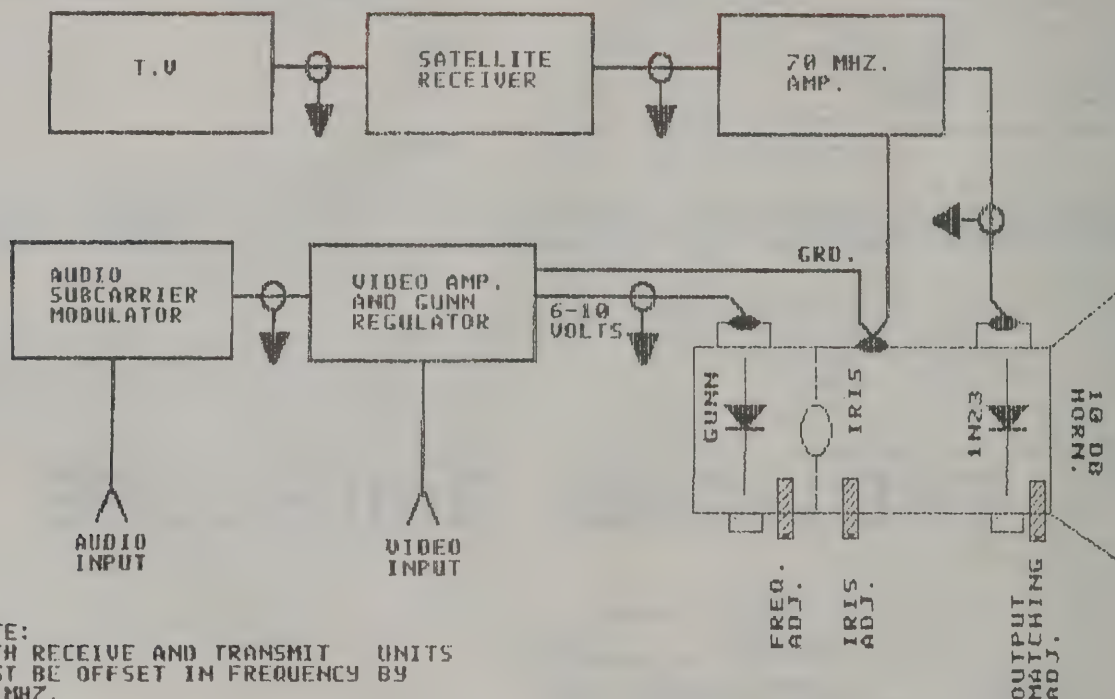 T.V
SATELLITE
RECEIVER
70 MHZ.
AMP.
AUDIO
SUBCARRIER
MODULATOR
VIDEO AMP.
AND GUNN
REGULATOR
GRD.
6-10
VOLTS
GUNN
IRIS
1N23
10 DB
HORN.
AUDIO
INPUT
VIDEO
INPUT
FREQ.
ADJ.
IRIS
ADJ.
OUTPUT
MATCHING
ADJ.
TE:
TH RECEIVE AND TRANSMIT UNITS
ST BE OFFSET IN FREQUENCY BY
MHZ.